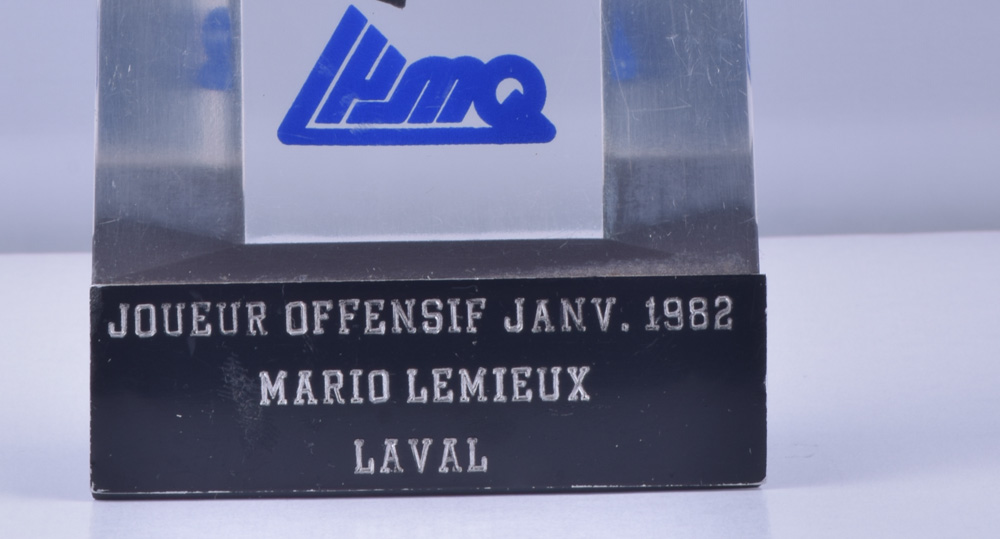 LHJMQ
JOUEUR OFFENSIF JANV. 1982
MARIO LEMIEUX
LAVAL